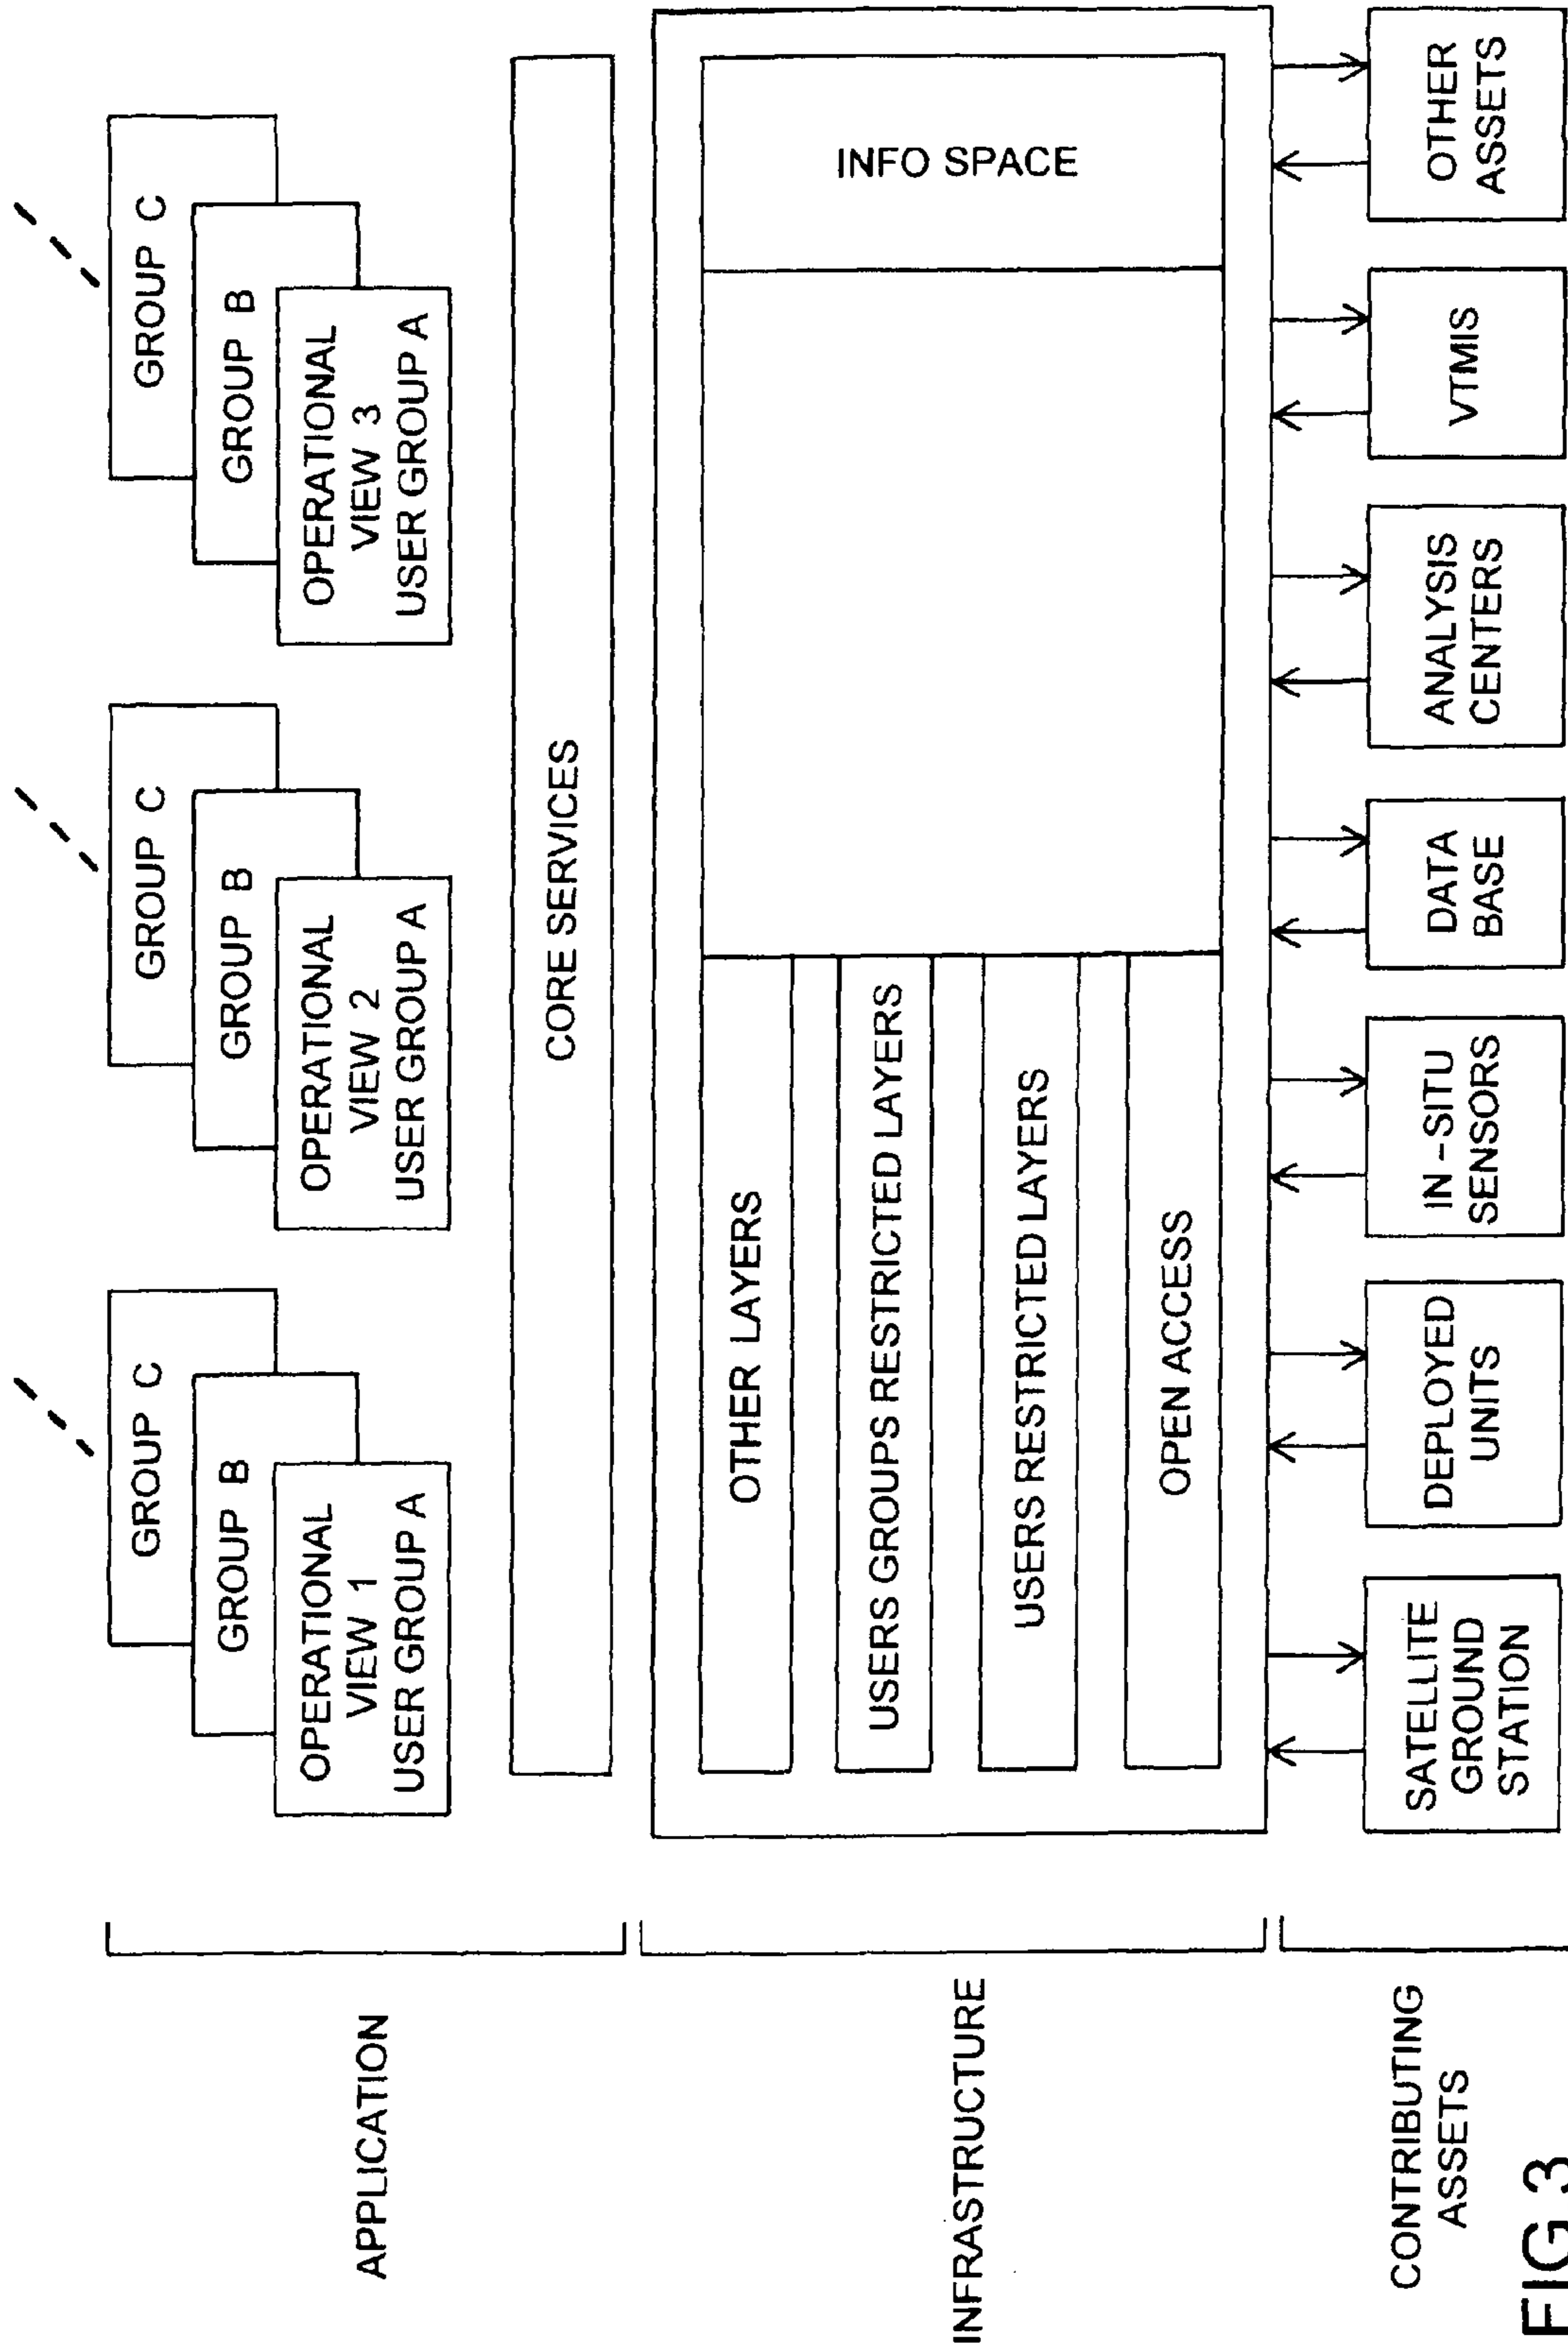 APPLICATION
GROUP C
GROUP B
OPERATIONAL
VIEW 1
USER GROUP A
GROUP C
GROUP B
OPERATIONAL
VIEW 2
USER GROUP A
GROUP C
GROUP B
OPERATIONAL
VIEW 3
USER GROUP A
CORE SERVICES
INFRASTRUCTURE
OTHER LAYERS
USERS GROUPS RESTRICTED LAYERS
USERS RESTRICTED LAYERS
OPEN ACCESS
INFO SPACE
CONTRIBUTING
ASSETS
SATELLITE
GROUND
STATION
DEPLOYED
UNITS
IN-SITU
SENSORS
DATA
BASE
ANALYSIS
CENTERS
VTMIS
OTHER
ASSETS
FIG 3